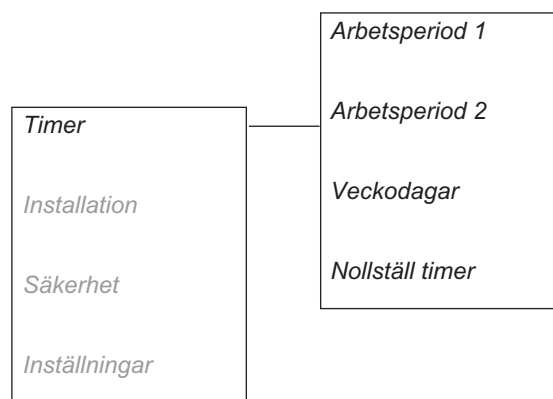 Timer
Installation
Säkerhet
Inställningar
Arbetsperiod 1
Arbetsperiod 2
Veckodagar
Nollställ timer